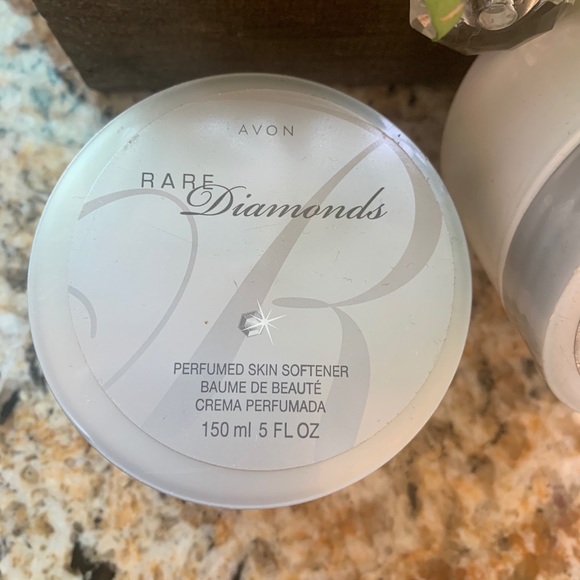 AVON
RARE
Diamonds
PERFUMED SKIN SOFTENER
BAUME DE BEAUTÉ
CREMA PERFUMADA
150 ml 5 FL OZ